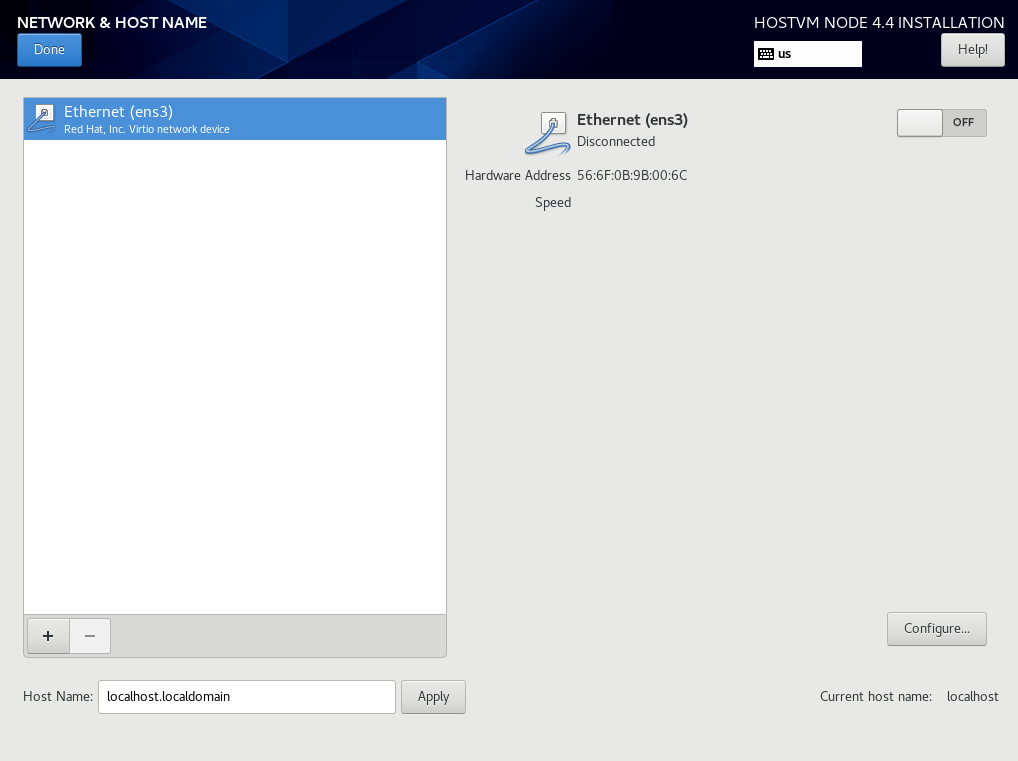 NETWORK & HOST NAME
HOSTVM NODE 4.4 INSTALLATION
Done
us
Help!
Ethernet (ens3)
Red Hat, Inc. Virtio network device
Ethernet (ens3)
Disconnected
OFF
Hardware Address 56:6F:0B:9B:00:6C
Speed
+ −
Configure...
Host Name: localhost.localdomain Apply
Current host name: localhost